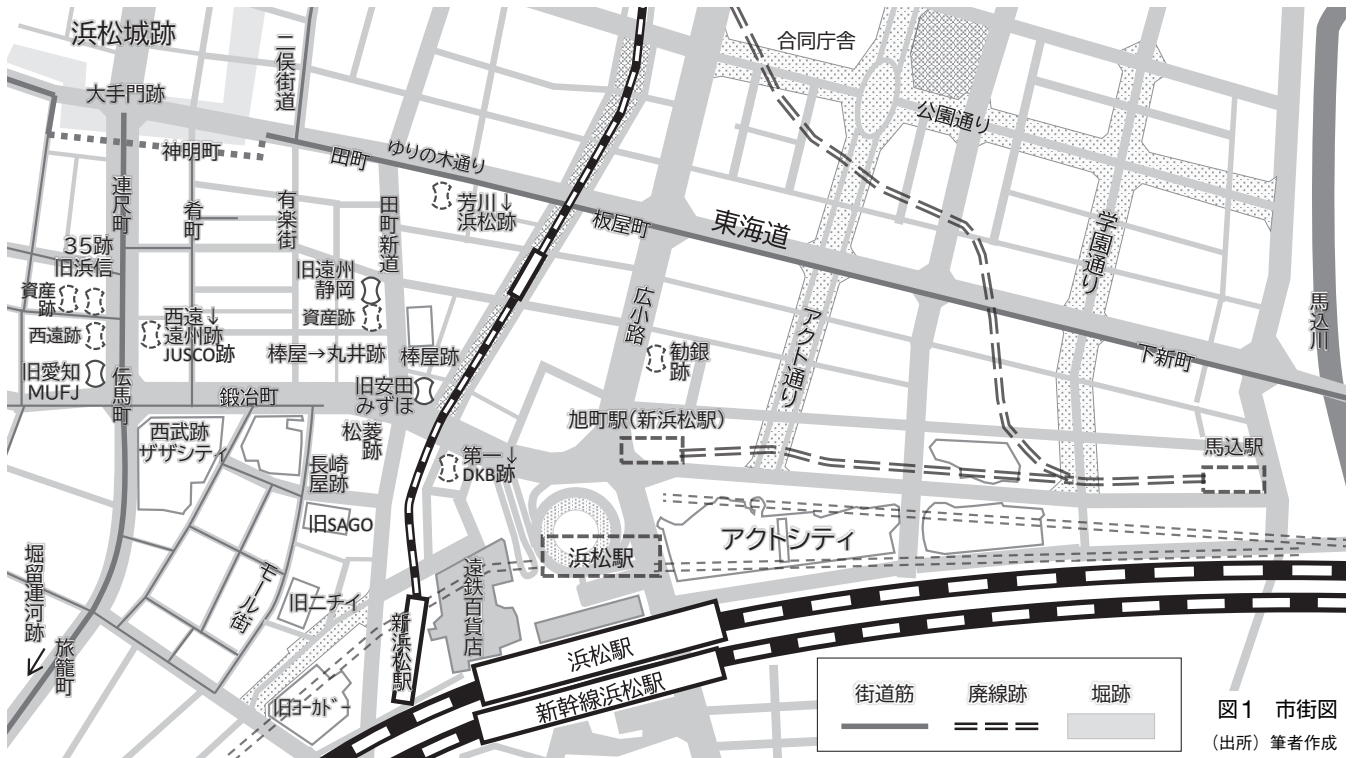 浜松城跡
二俣街道
合同庁舎
大手門跡
公園通り
神明町
田町
ゆりの木通り
連尺町
肴町
有楽街
田町新道
芳川↓
浜松跡
板屋町
東海道
学園通り
35跡
旧浜信
資産
跡
西遠跡
旧愛知
MUFJ
伝馬町
西遠↓
遠州跡
JUSCO跡
旧遠州
静岡
資産跡
棒屋→丸井跡
棒屋跡
旧安田
みずほ
広小路
勧銀
跡
アクト通り
下新町
馬込川
鍛冶町
西武跡
ザザシティ
松菱跡
長崎
屋跡
旧SAGO
第一↓
DKB跡
旭町駅(新浜松駅)
馬込駅
アクトシティ
浜松駅
堀留運河跡
旅籠町
モール街
旧ニチイ
新浜松駅
遠鉄百貨店
旧ヨーカドー
浜松駅
新幹線浜松駅
街道筋
廃線跡
堀跡
図1 市街図
(出所)筆者作成